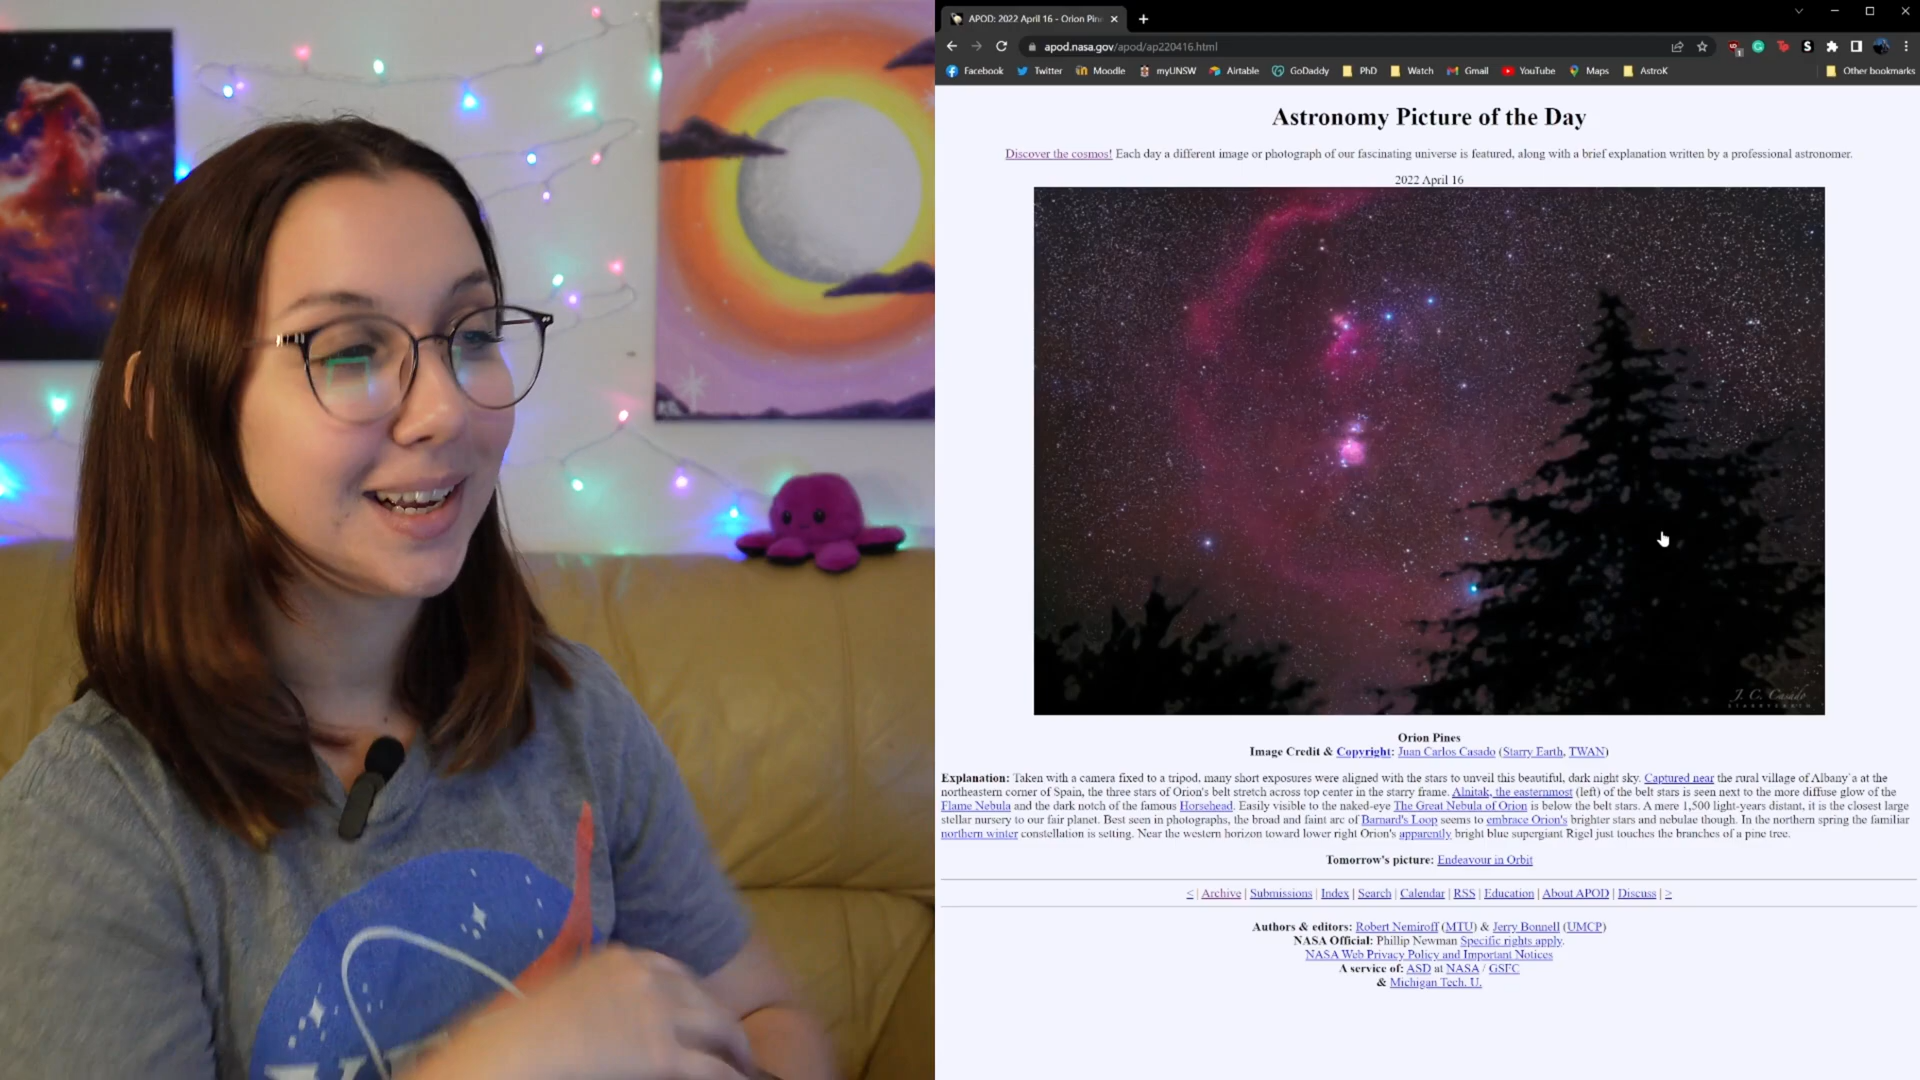 APOD: 2022 April 16 - Orion Pin
apod.nasa.gov/apod/ap220416.html
Facebook Twitter Moodle myUNSW Airtable GoDaddy PhD Watch Gmail YouTube Maps AstroK Other bookmarks
Astronomy Picture of the Day
Discover the cosmos! Each day a different image or photograph of our fascinating universe is featured, along with a brief explanation written by a professional astronomer.
2022 April 16
J. C. Casado
Orion Pines
Image Credit & Copyright: Juan Carlos Casado (Starry Earth, TWAN)
Explanation: Taken with a camera fixed to a tripod, many short exposures were aligned with the stars to unveil this beautiful, dark night sky. Captured near the rural village of Albany`a at the
northeastern corner of Spain, the three stars of Orion's belt stretch across top center in the starry frame. Alnitak, the easternmost (left) of the belt stars is seen next to the more diffuse glow of the
Flame Nebula and the dark notch of the famous Horsehead. Easily visible to the naked-eye The Great Nebula of Orion is below the belt stars. A mere 1,500 light-years distant, it is the closest large
stellar nursery to our fair planet. Best seen in photographs, the broad and faint arc of Barnard's Loop seems to embrace Orion's brighter stars and nebulae though. In the northern spring the familiar
northern winter constellation is setting. Near the western horizon toward lower right Orion's apparently bright blue supergiant Rigel just touches the branches of a pine tree.
Tomorrow's picture: Endeavour in Orbit
< | Archive | Submissions | Index | Search | Calendar | RSS | Education | About APOD | Discuss | >
Authors & editors: Robert Nemiroff (MTU) & Jerry Bonnell (UMCP)
NASA Official: Phillip Newman Specific rights apply.
NASA Web Privacy Policy and Important Notices
A service of: ASD at NASA / GSFC
& Michigan Tech. U.